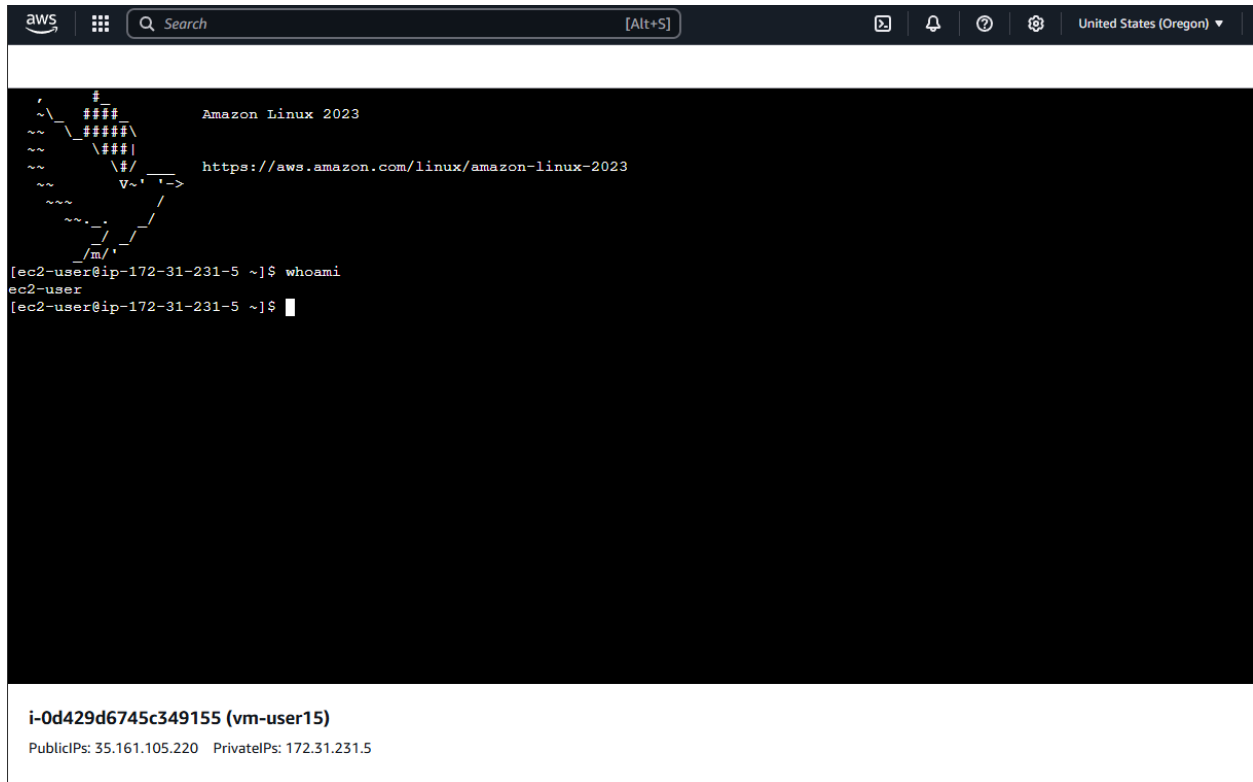 aws Search [Alt+S] United States (Oregon)
   ,     #_
   ~\_  ####_        Amazon Linux 2023
  ~~  \_#####\
  ~~     \###|
  ~~       \#/ ___   https://aws.amazon.com/linux/amazon-linux-2023
   ~~       V~' '->
    ~~~         /
      ~~._.   _/
         _/ _/
       _/m/'
[ec2-user@ip-172-31-231-5 ~]$ whoami
ec2-user
[ec2-user@ip-172-31-231-5 ~]$
i-0d429d6745c349155 (vm-user15)
PublicIPs: 35.161.105.220 PrivateIPs: 172.31.231.5